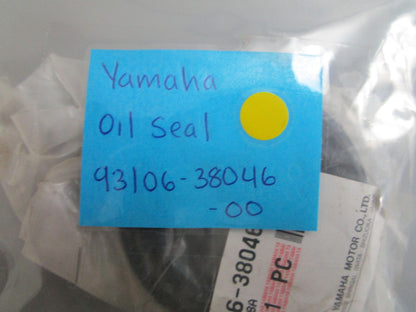 Yamaha
Oil Seal
93106-38046
-00
6-38046
1 PC
YAMAHA MOTOR CO., LTD.